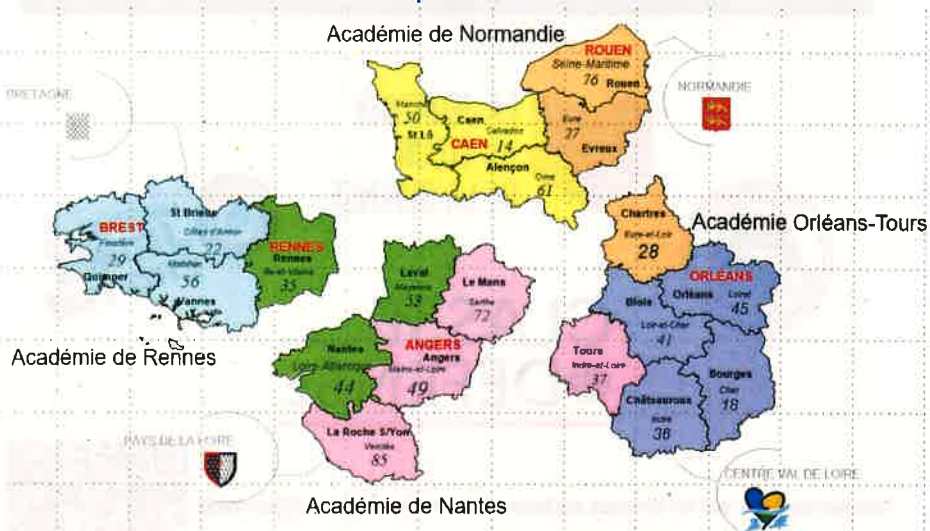 Académie de Normandie
ROUEN
Seine-Maritime
76 Rouen
BRETAGNE
NORMANDIE
Manche
50
St Lô
Caen
Calvados
CAEN 14
Eure
27
Evreux
Alençon
Orne
61
St Brieuc
Côtes d'Armor
22
BREST
Finistère
29
Quimper
Morbihan
56
Vannes
RENNES
Rennes
Ile-et-Vilaine
35
Académie de Rennes
Chartres
Eure-et-Loir
28
Académie Orléans-Tours
ORLÉANS
Orléans Loiret
45
Blois
Loir-et-Cher
41
Tours
Indre-et-Loire
37
Bourges
Cher
18
Châteauroux
Indre
36
Laval
Mayenne
53
Le Mans
Sarthe
72
Nantes
Loire-Atlantique
44
ANGERS
Angers
Maine-et-Loire
49
La Roche S/Yon
Vendée
85
PAYS DE LA LOIRE
CENTRE VAL DE LOIRE
Académie de Nantes